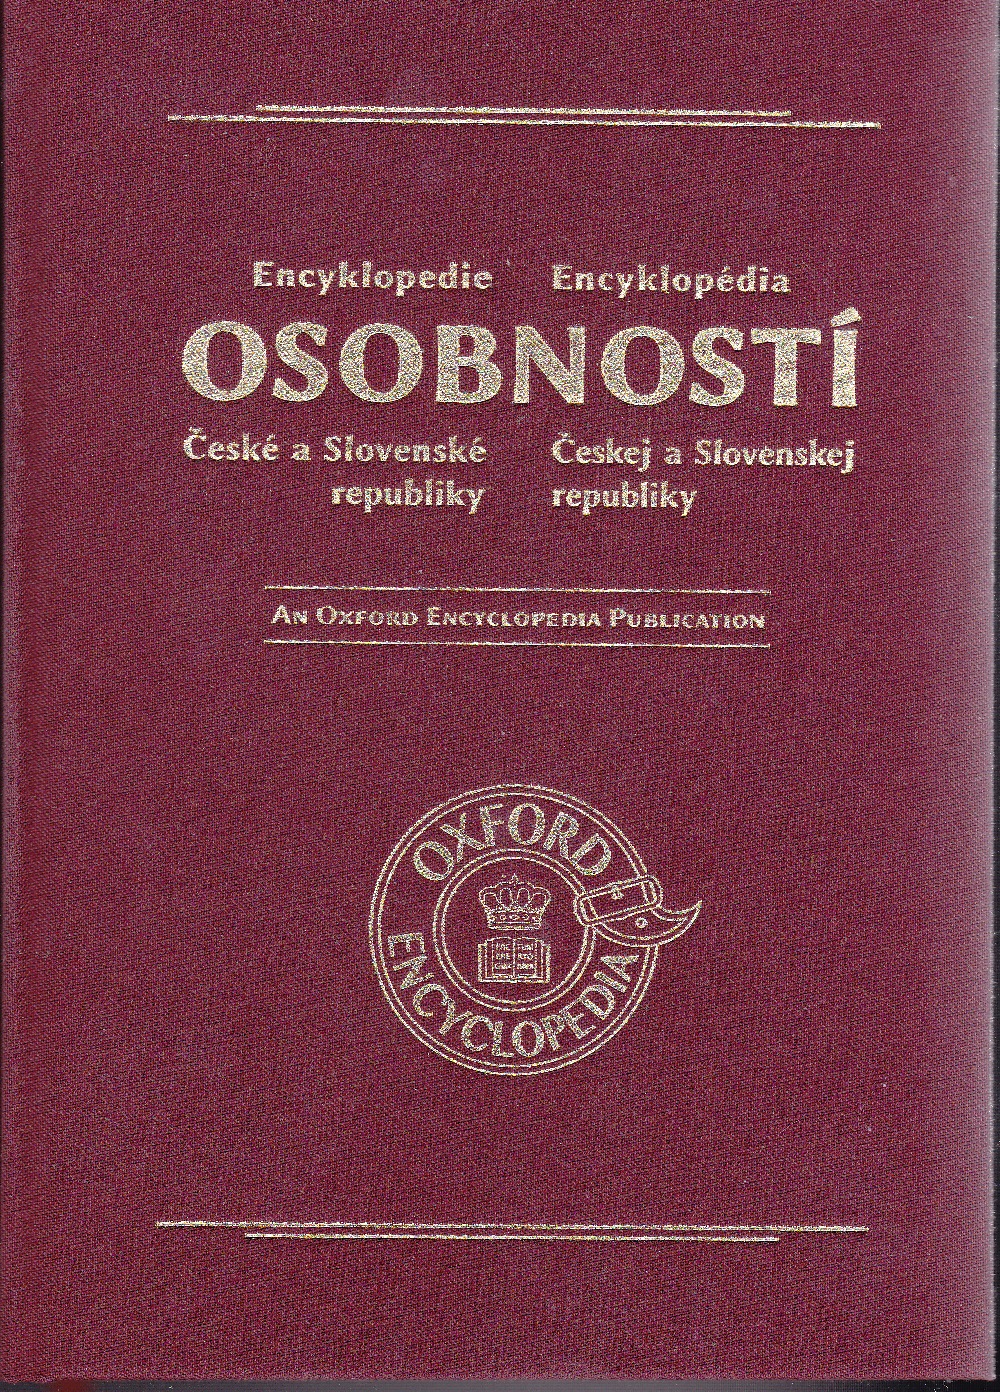 Encyklopedie Encyklopédia
OSOBNOSTÍ
České a Slovenské Českej a Slovenskej
republiky republiky
AN OXFORD ENCYCLOPEDIA PUBLICATION
OXFORD
ENCYCLOPEDIA